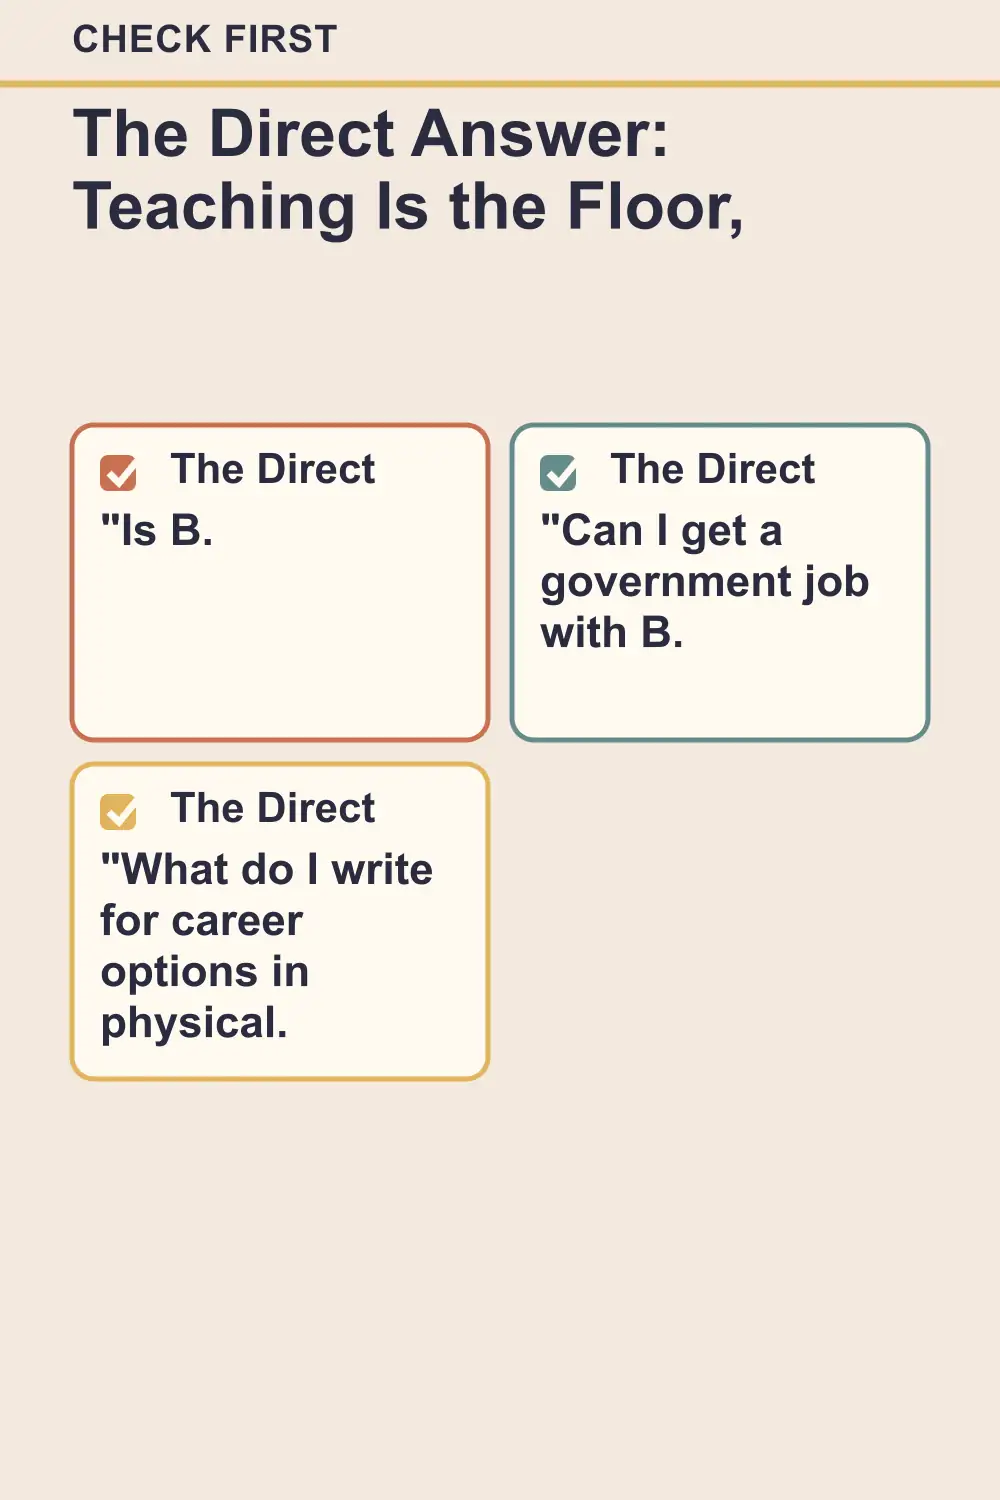 CHECK FIRST
The Direct Answer:
Teaching Is the Floor,
The Direct
"Is B.
The Direct
"Can I get a
government job
with B.
The Direct
"What do I write
for career
options in
physical.